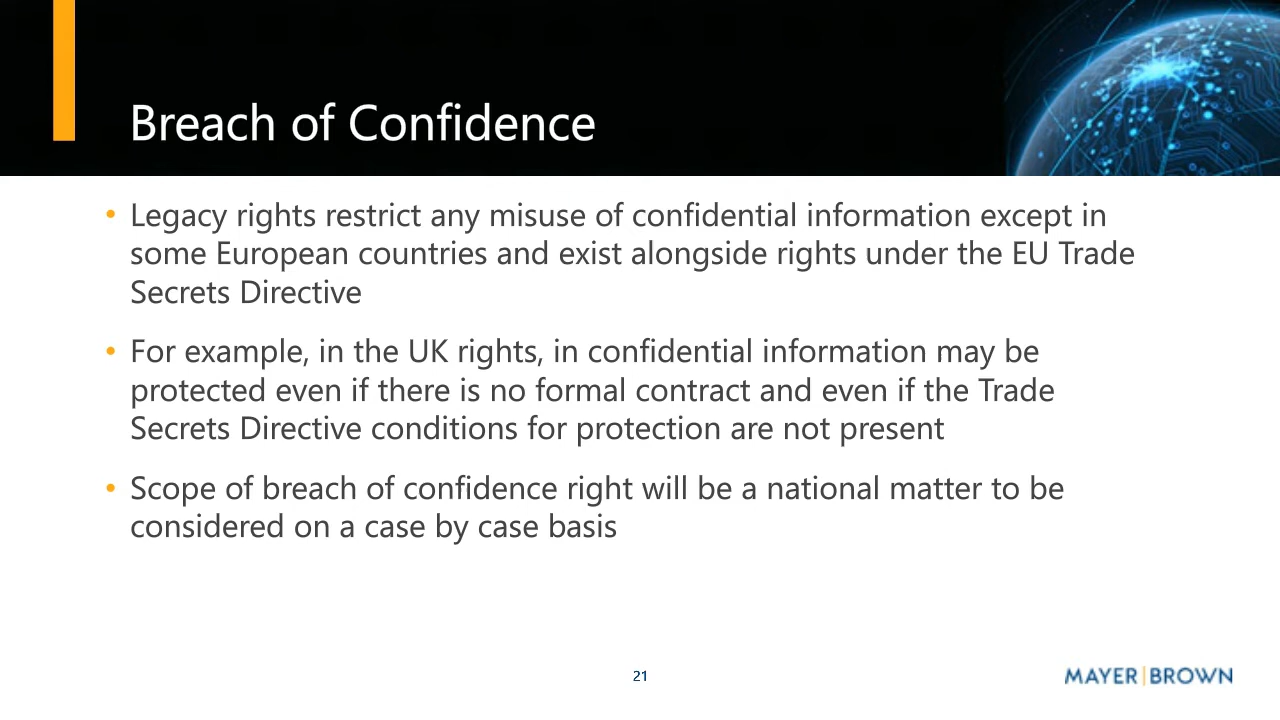 Breach of Confidence
• Legacy rights restrict any misuse of confidential information except in
some European countries and exist alongside rights under the EU Trade
Secrets Directive
• For example, in the UK rights, in confidential information may be
protected even if there is no formal contract and even if the Trade
Secrets Directive conditions for protection are not present
• Scope of breach of confidence right will be a national matter to be
considered on a case by case basis
21
MAYER|BROWN